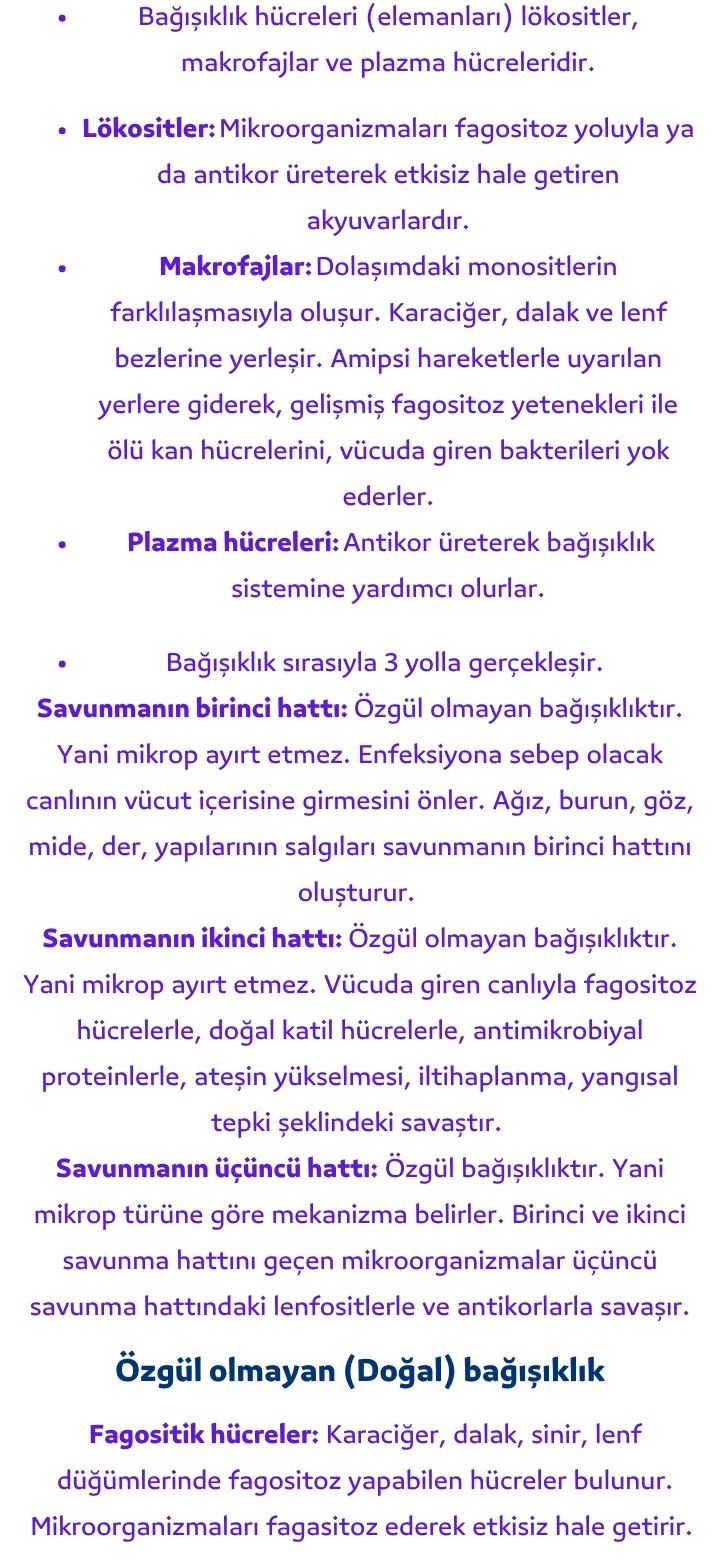 • Bağışıklık hücreleri (elemanları) lökositler,
makrofajlar ve plazma hücreleridir.
• Lökositler: Mikroorganizmaları fagositoz yoluyla ya
da antikor üreterek etkisiz hale getiren
akyuvarlardır.
• Makrofajlar: Dolaşımdaki monositlerin
farklılaşmasıyla oluşur. Karaciğer, dalak ve lenf
bezlerine yerleşir. Amipsi hareketlerle uyarılan
yerlere giderek, gelişmiş fagositoz yetenekleri ile
ölü kan hücrelerini, vücuda giren bakterileri yok
ederler.
• Plazma hücreleri: Antikor üreterek bağışıklık
sistemine yardımcı olurlar.
• Bağışıklık sırasıyla 3 yolla gerçekleşir.
Savunmanın birinci hattı: Özgül olmayan bağışıklıktır.
Yani mikrop ayırt etmez. Enfeksiyona sebep olacak
canlının vücut içerisine girmesini önler. Ağız, burun, göz,
mide, der, yapılarının salgıları savunmanın birinci hattını
oluşturur.
Savunmanın ikinci hattı: Özgül olmayan bağışıklıktır.
Yani mikrop ayırt etmez. Vücuda giren canlıyla fagositoz
hücrelerle, doğal katil hücrelerle, antimikrobiyal
proteinlerle, ateşin yükselmesi, iltihaplanma, yangısal
tepki şeklindeki savaştır.
Savunmanın üçüncü hattı: Özgül bağışıklıktır. Yani
mikrop türüne göre mekanizma belirler. Birinci ve ikinci
savunma hattını geçen mikroorganizmalar üçüncü
savunma hattındaki lenfositlerle ve antikorlarla savaşır.
Özgül olmayan (Doğal) bağışıklık
Fagositik hücreler: Karaciğer, dalak, sinir, lenf
düğümlerinde fagositoz yapabilen hücreler bulunur.
Mikroorganizmaları fagasitoz ederek etkisiz hale getirir.